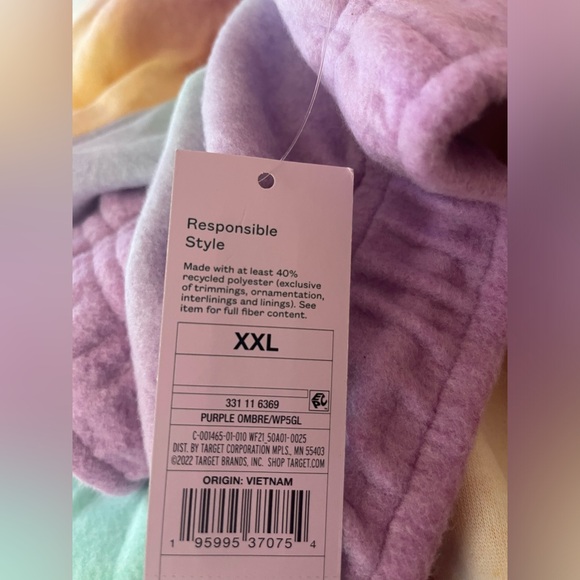 Responsible
Style
Made with at least 40%
recycled polyester (exclusive
of trimmings, ornamentation,
interlinings and linings). See
item for full fiber content.
XXL
331 11 6369
PURPLE OMBRE/WP5GL
C-001465-01-010 WF21_50A01-0025
DIST. BY TARGET CORPORATION MPLS., MN 55403
©2022 TARGET BRANDS, INC. SHOP TARGET.COM
ORIGIN: VIETNAM
1 95995 37075 4